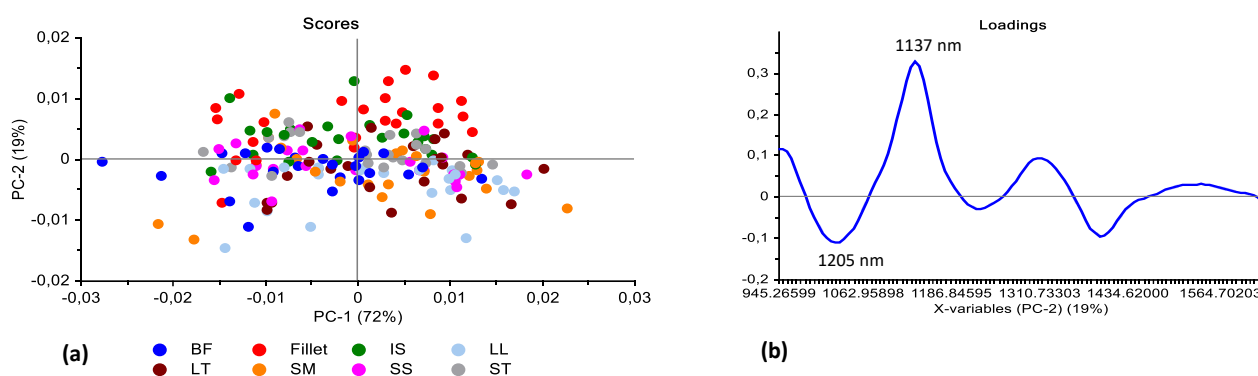 Scores
0,02
0,01
0
-0,01
-0,02
PC-2 (19%)
-0,03 -0,02 -0,01 0 0,01 0,02 0,03
PC-1 (72%)
BF Fillet IS LL
LT SM SS ST
(a)
Loadings
1137 nm
0,3
0,2
0,1
0
-0,1
-0,2
1205 nm
945.26599 1062.95898 1186.84595 1310.73303 1434.62000 1564.70203
X-variables (PC-2) (19%)
(b)